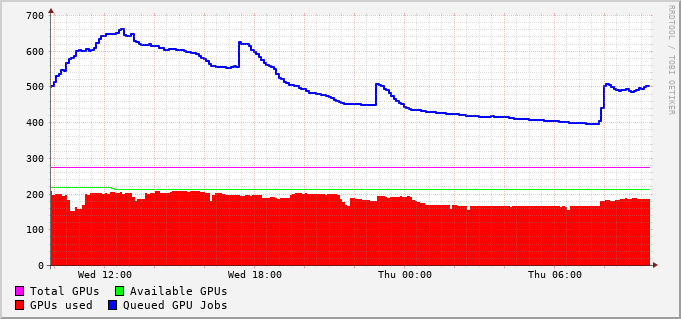 700
600
500
400
300
200
100
0
Wed 12:00 Wed 18:00 Thu 00:00 Thu 06:00
Total GPUs Available GPUs
GPUs used Queued GPU Jobs
RRDTOOL / TOBI OETIKER